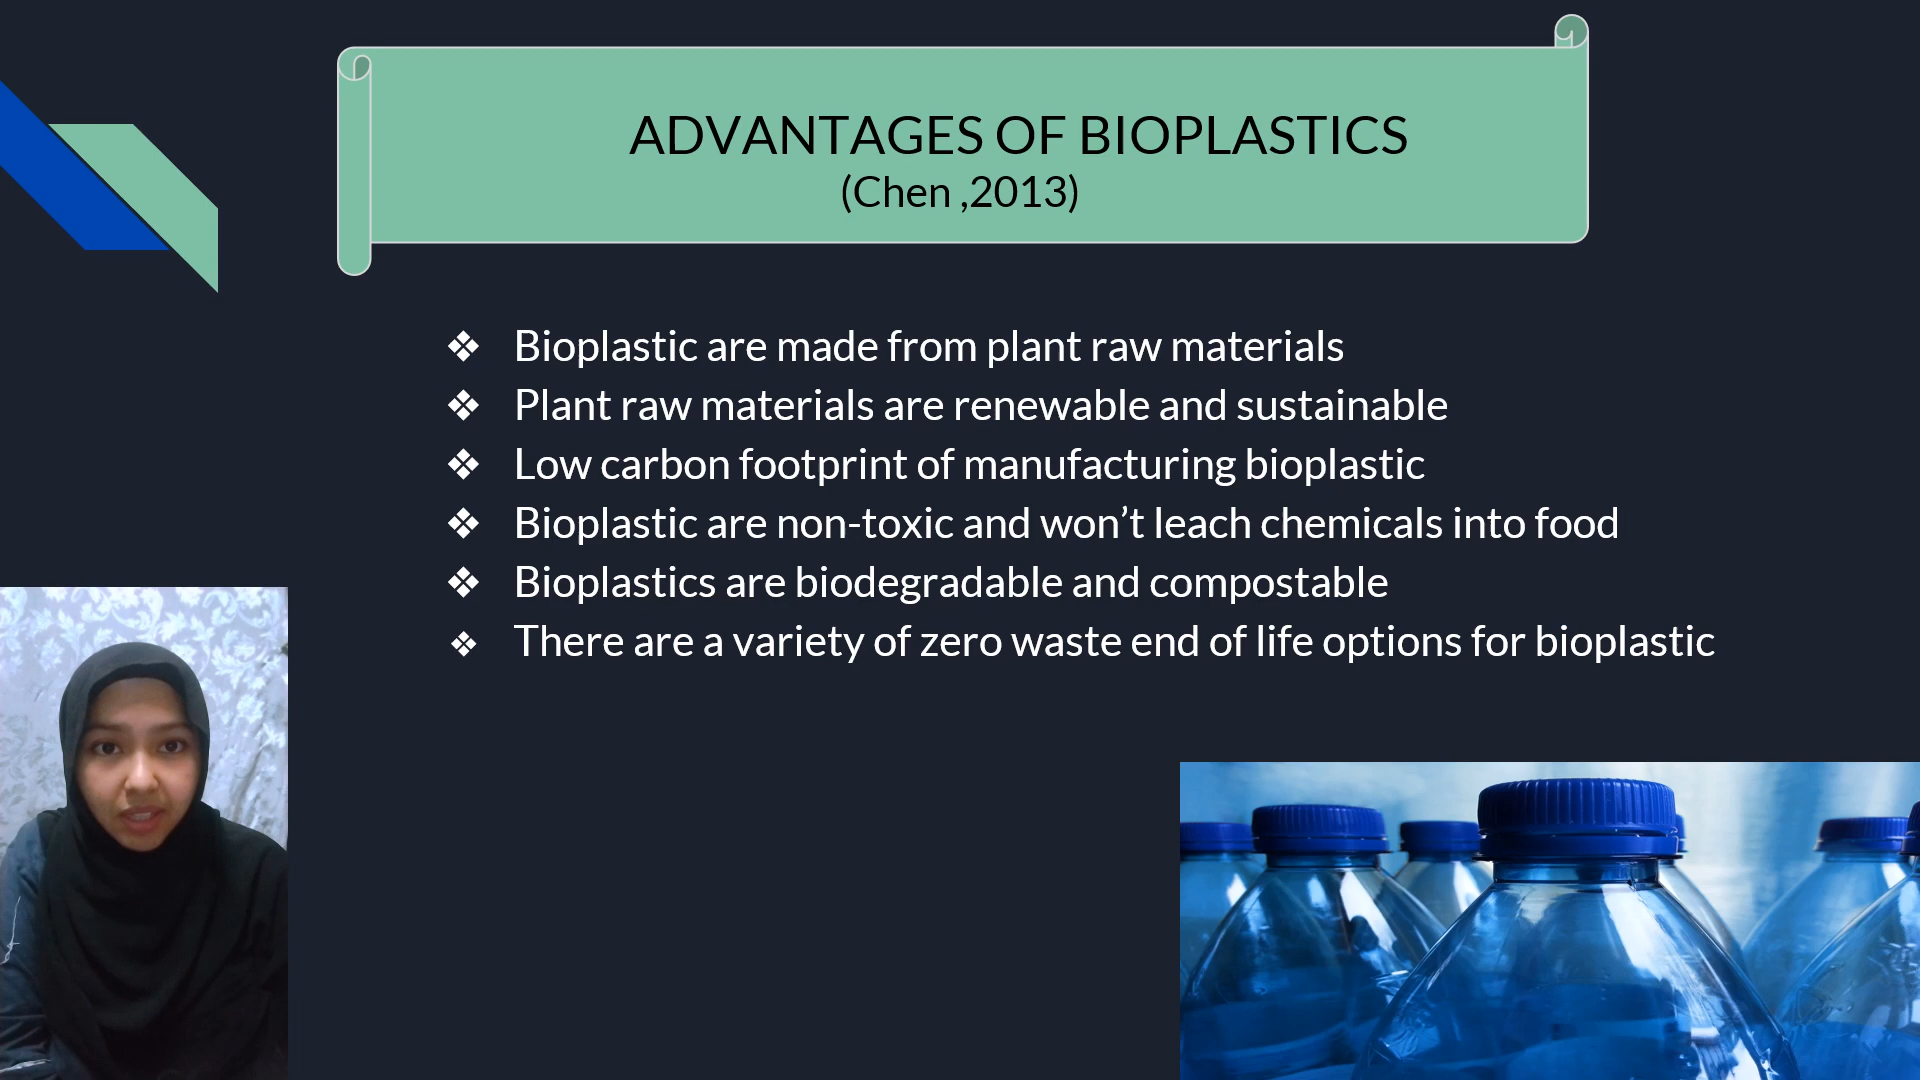 ADVANTAGES OF BIOPLASTICS
(Chen ,2013)
❖ Bioplastic are made from plant raw materials
❖ Plant raw materials are renewable and sustainable
❖ Low carbon footprint of manufacturing bioplastic
❖ Bioplastic are non-toxic and won’t leach chemicals into food
❖ Bioplastics are biodegradable and compostable
❖ There are a variety of zero waste end of life options for bioplastic